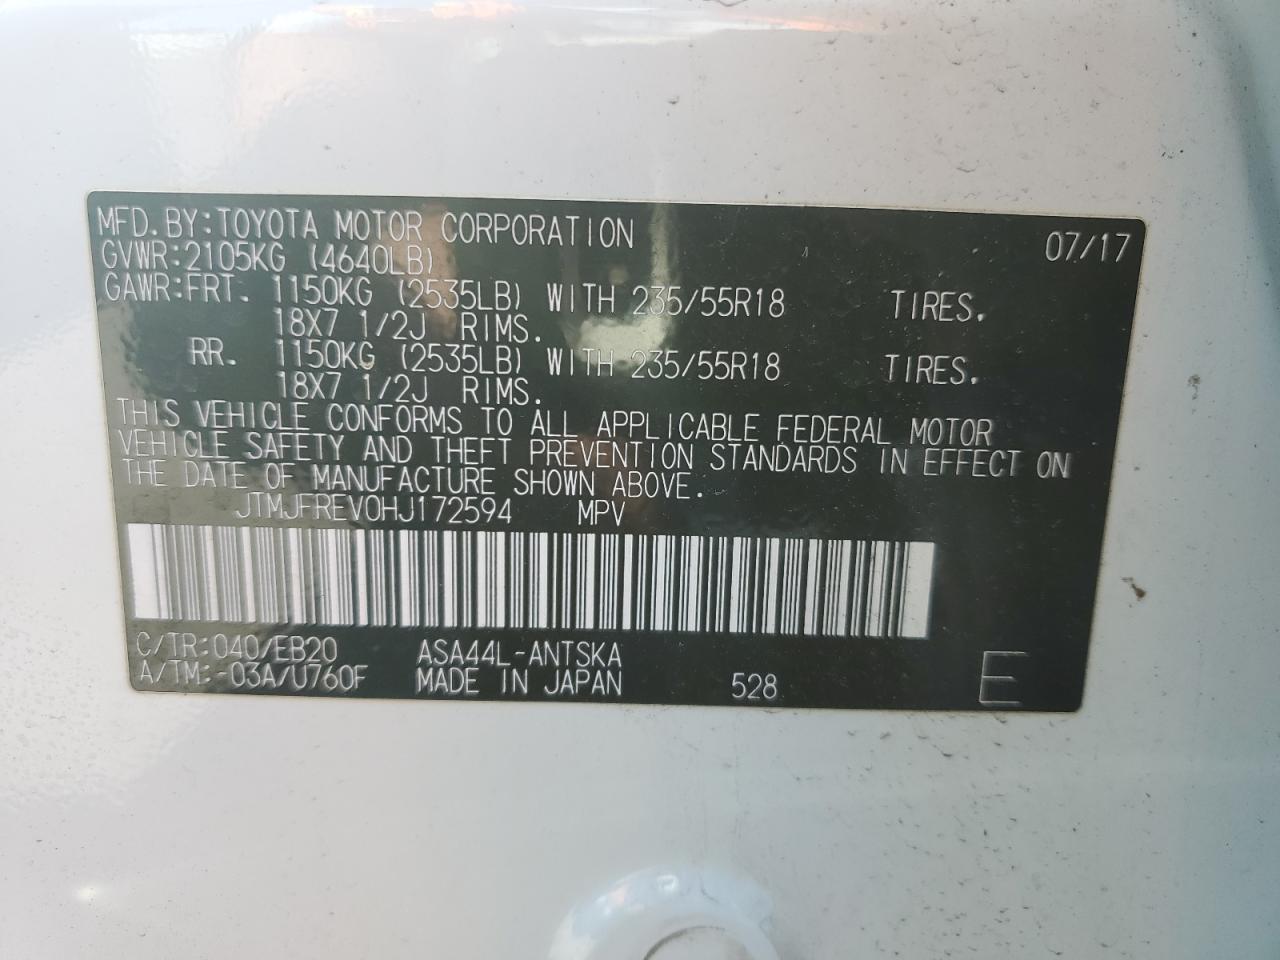 MFD. BY: TOYOTA MOTOR CORPORATION 07/17
GVWR: 2105KG (4640LB)
GAWR: FRT. 1150KG (2535LB) WITH 235/55R18 TIRES.
18X7 1/2J RIMS.
RR. 1150KG (2535LB) WITH 235/55R18 TIRES.
18X7 1/2J RIMS.
THIS VEHICLE CONFORMS TO ALL APPLICABLE FEDERAL MOTOR
VEHICLE SAFETY AND THEFT PREVENTION STANDARDS IN EFFECT ON
THE DATE OF MANUFACTURE SHOWN ABOVE.
JTMJFREV0HJ172594 MPV
C/TR: 040/EB20 ASA44L-ANTSKA
A/TM: -03A/U760F MADE IN JAPAN 528 E